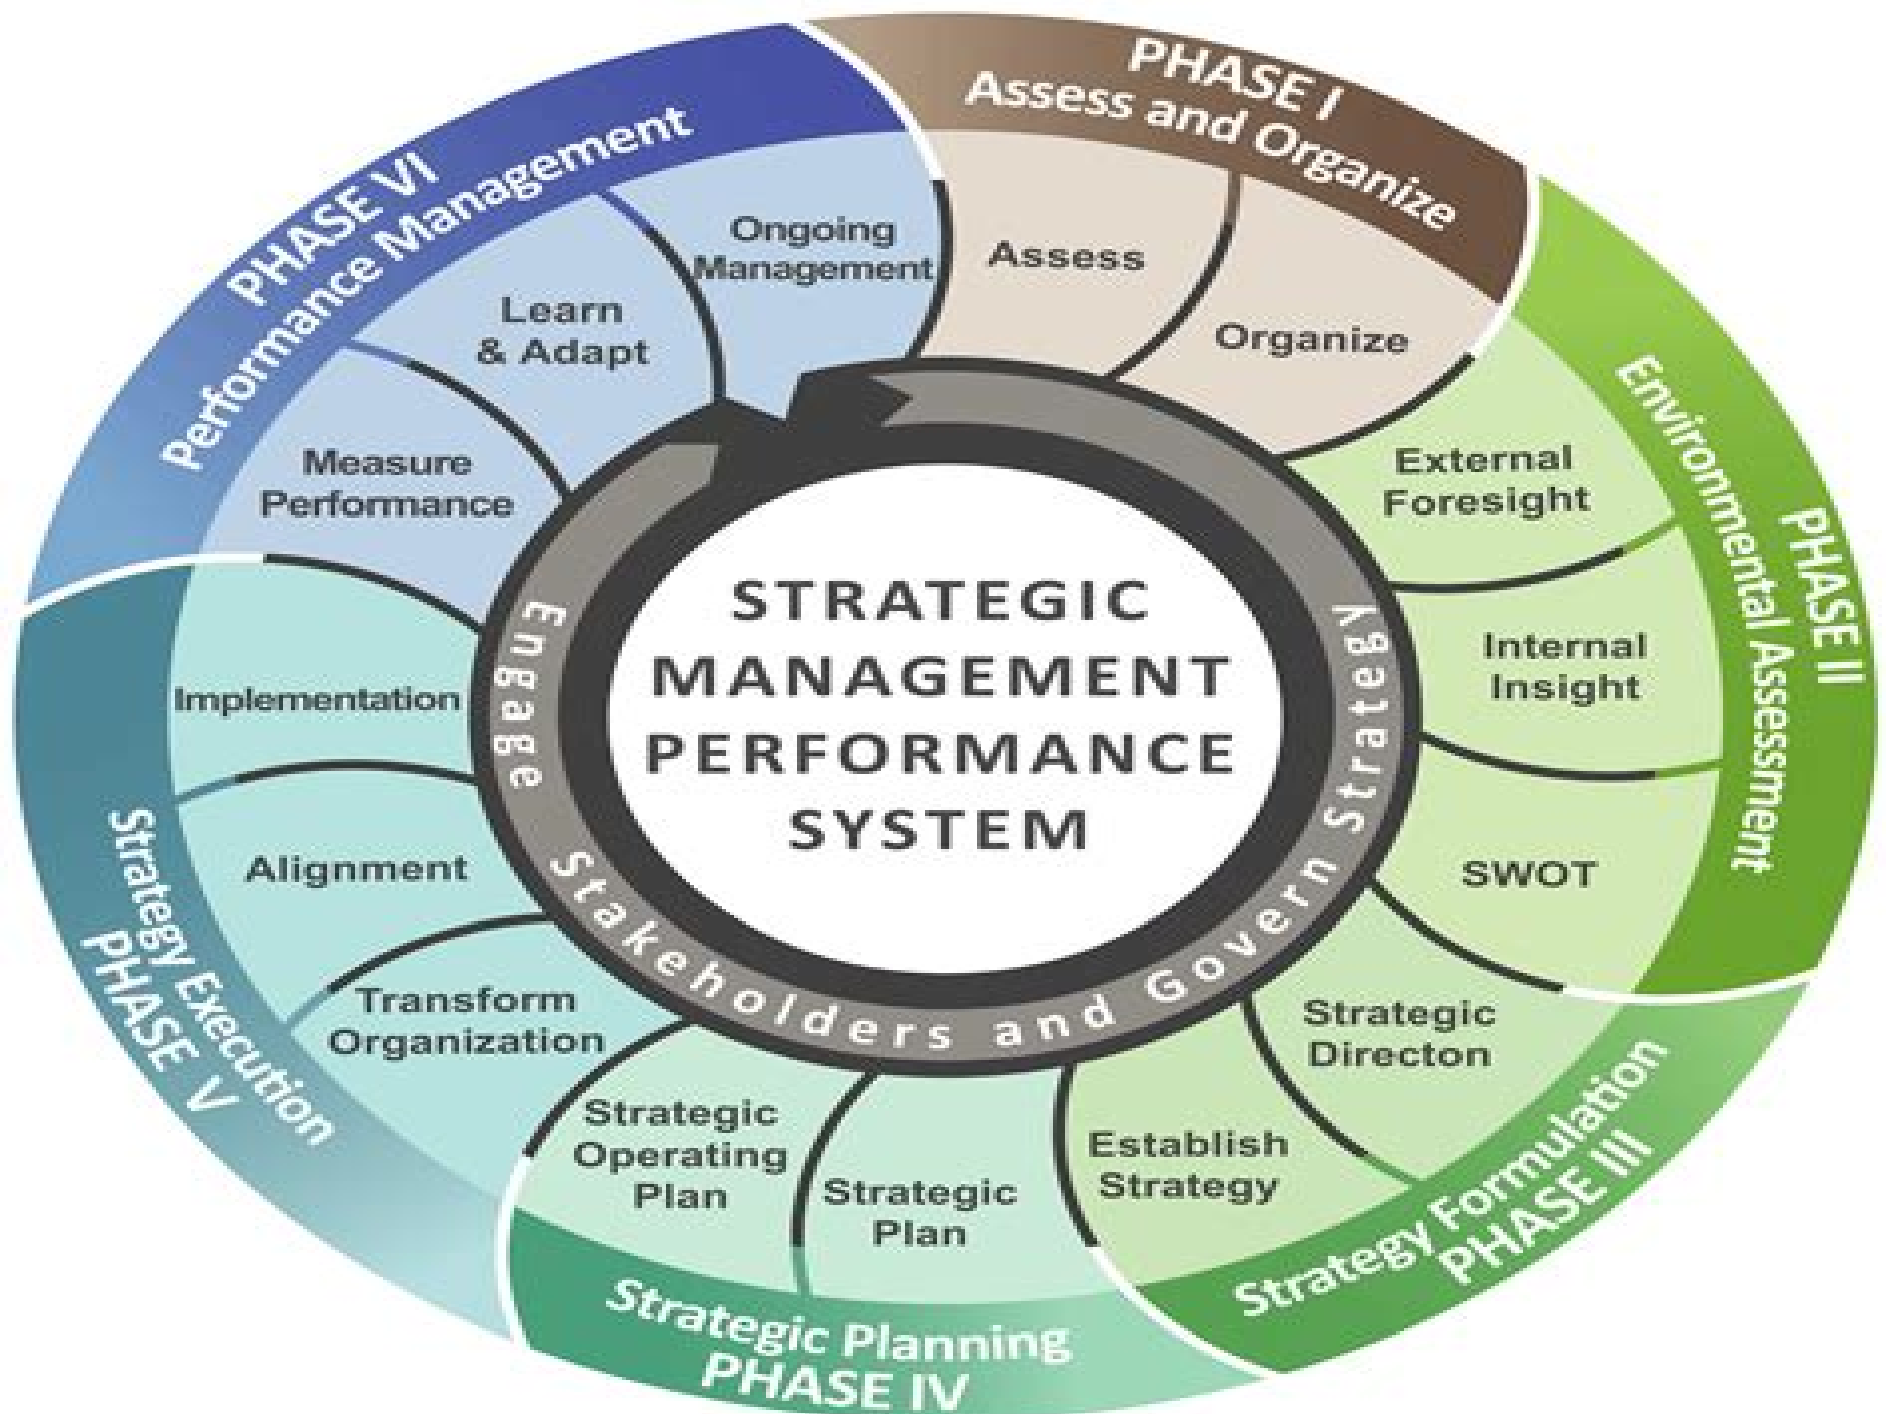 PHASE I
Assess and Organize
Assess
Organize
PHASE II
Environmental Assessment
External
Foresight
Internal
Insight
SWOT
Strategy Formulation
PHASE III
Strategic
Directon
Establish
Strategy
Strategic Planning
PHASE IV
Strategic
Plan
Strategic
Operating
Plan
Strategy Execution
PHASE V
Transform
Organization
Alignment
Implementation
PHASE VI
Performance Management
Measure
Performance
Learn
& Adapt
Ongoing
Management
Engage Stakeholders and Govern Strategy
STRATEGIC
MANAGEMENT
PERFORMANCE
SYSTEM